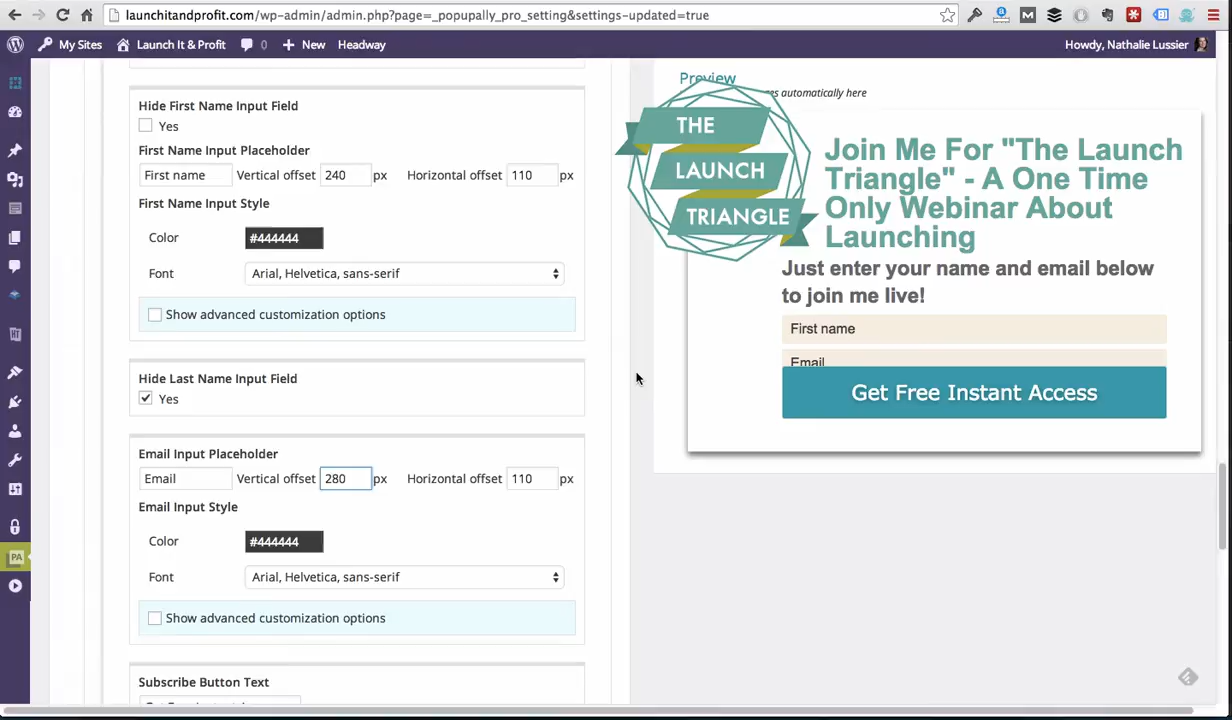 launchitandprofit.com/wp-admin/admin.php?page=_popupally_pro_setting&settings-updated=true
My Sites Launch It & Profit 0 New Headway Howdy, Nathalie Lussier
Hide First Name Input Field
Yes
First Name Input Placeholder
First name Vertical offset 240 px Horizontal offset 110 px
First Name Input Style
Color #444444
Font Arial, Helvetica, sans-serif
Show advanced customization options
Hide Last Name Input Field
Yes
Email Input Placeholder
Email Vertical offset 280 px Horizontal offset 110 px
Email Input Style
Color #444444
Font Arial, Helvetica, sans-serif
Show advanced customization options
Subscribe Button Text
PA
Preview
automatically here
THE
LAUNCH
TRIANGLE
Join Me For "The Launch
Triangle" - A One Time
Only Webinar About
Launching
Just enter your name and email below
to join me live!
First name
Email
Get Free Instant Access